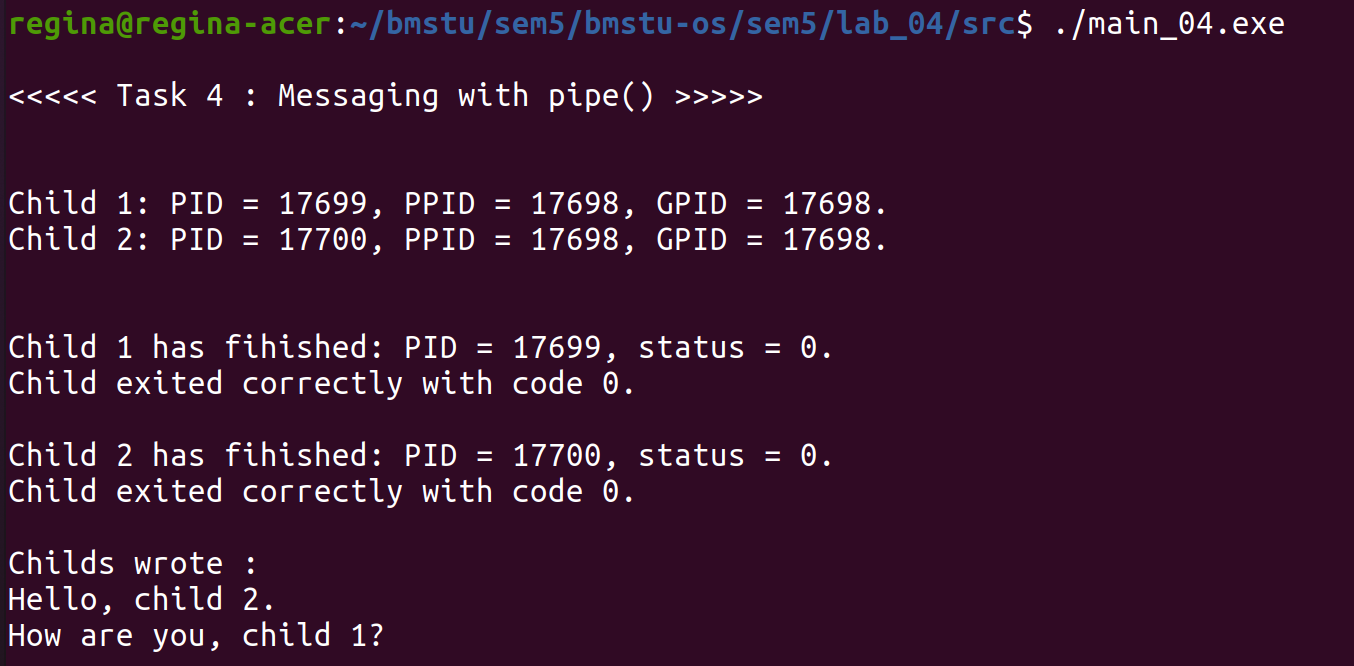 regina@regina-acer:~/bmstu/sem5/bmstu-os/sem5/lab_04/src$ ./main_04.exe
<<<<< Task 4 : Messaging with pipe() >>>>>
Child 1: PID = 17699, PPID = 17698, GPID = 17698.
Child 2: PID = 17700, PPID = 17698, GPID = 17698.
Child 1 has fihished: PID = 17699, status = 0.
Child exited correctly with code 0.
Child 2 has fihished: PID = 17700, status = 0.
Child exited correctly with code 0.
Childs wrote :
Hello, child 2.
How are you, child 1?